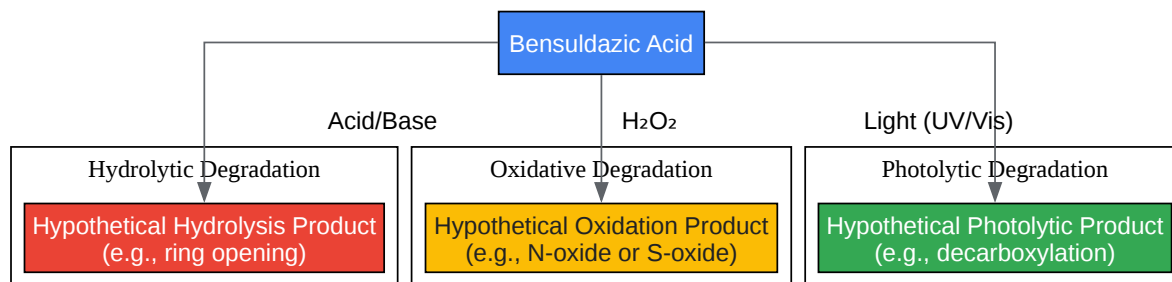 Bensuldazic Acid
Acid/Base
H₂O₂
Light (UV/Vis)
Hydrolytic Degradation
Oxidative Degradation
Photolytic Degradation
Hypothetical Hydrolysis Product
(e.g., ring opening)
Hypothetical Oxidation Product
(e.g., N-oxide or S-oxide)
Hypothetical Photolytic Product
(e.g., decarboxylation)